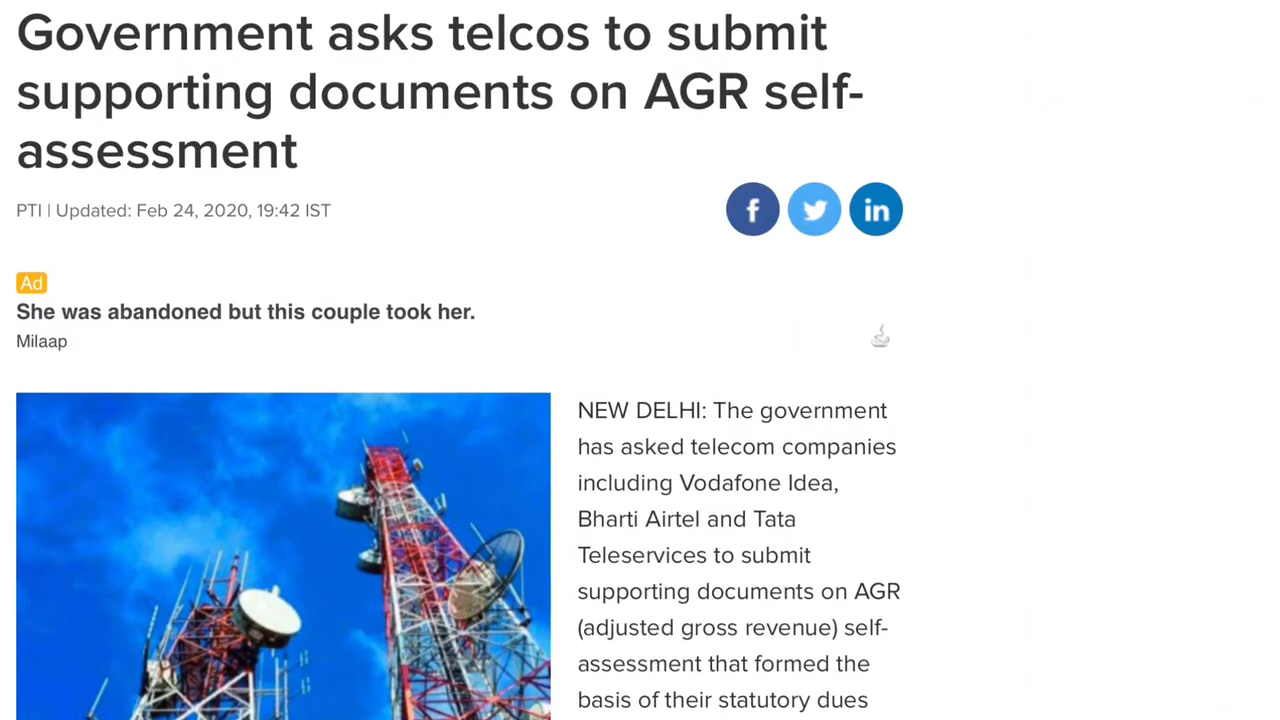 Government asks telcos to submit
supporting documents on AGR self-
assessment
PTI | Updated: Feb 24, 2020, 19:42 IST
f
in
Ad
She was abandoned but this couple took her.
Milaap
NEW DELHI: The government
has asked telecom companies
including Vodafone Idea,
Bharti Airtel and Tata
Teleservices to submit
supporting documents on AGR
(adjusted gross revenue) self-
assessment that formed the
basis of their statutory dues